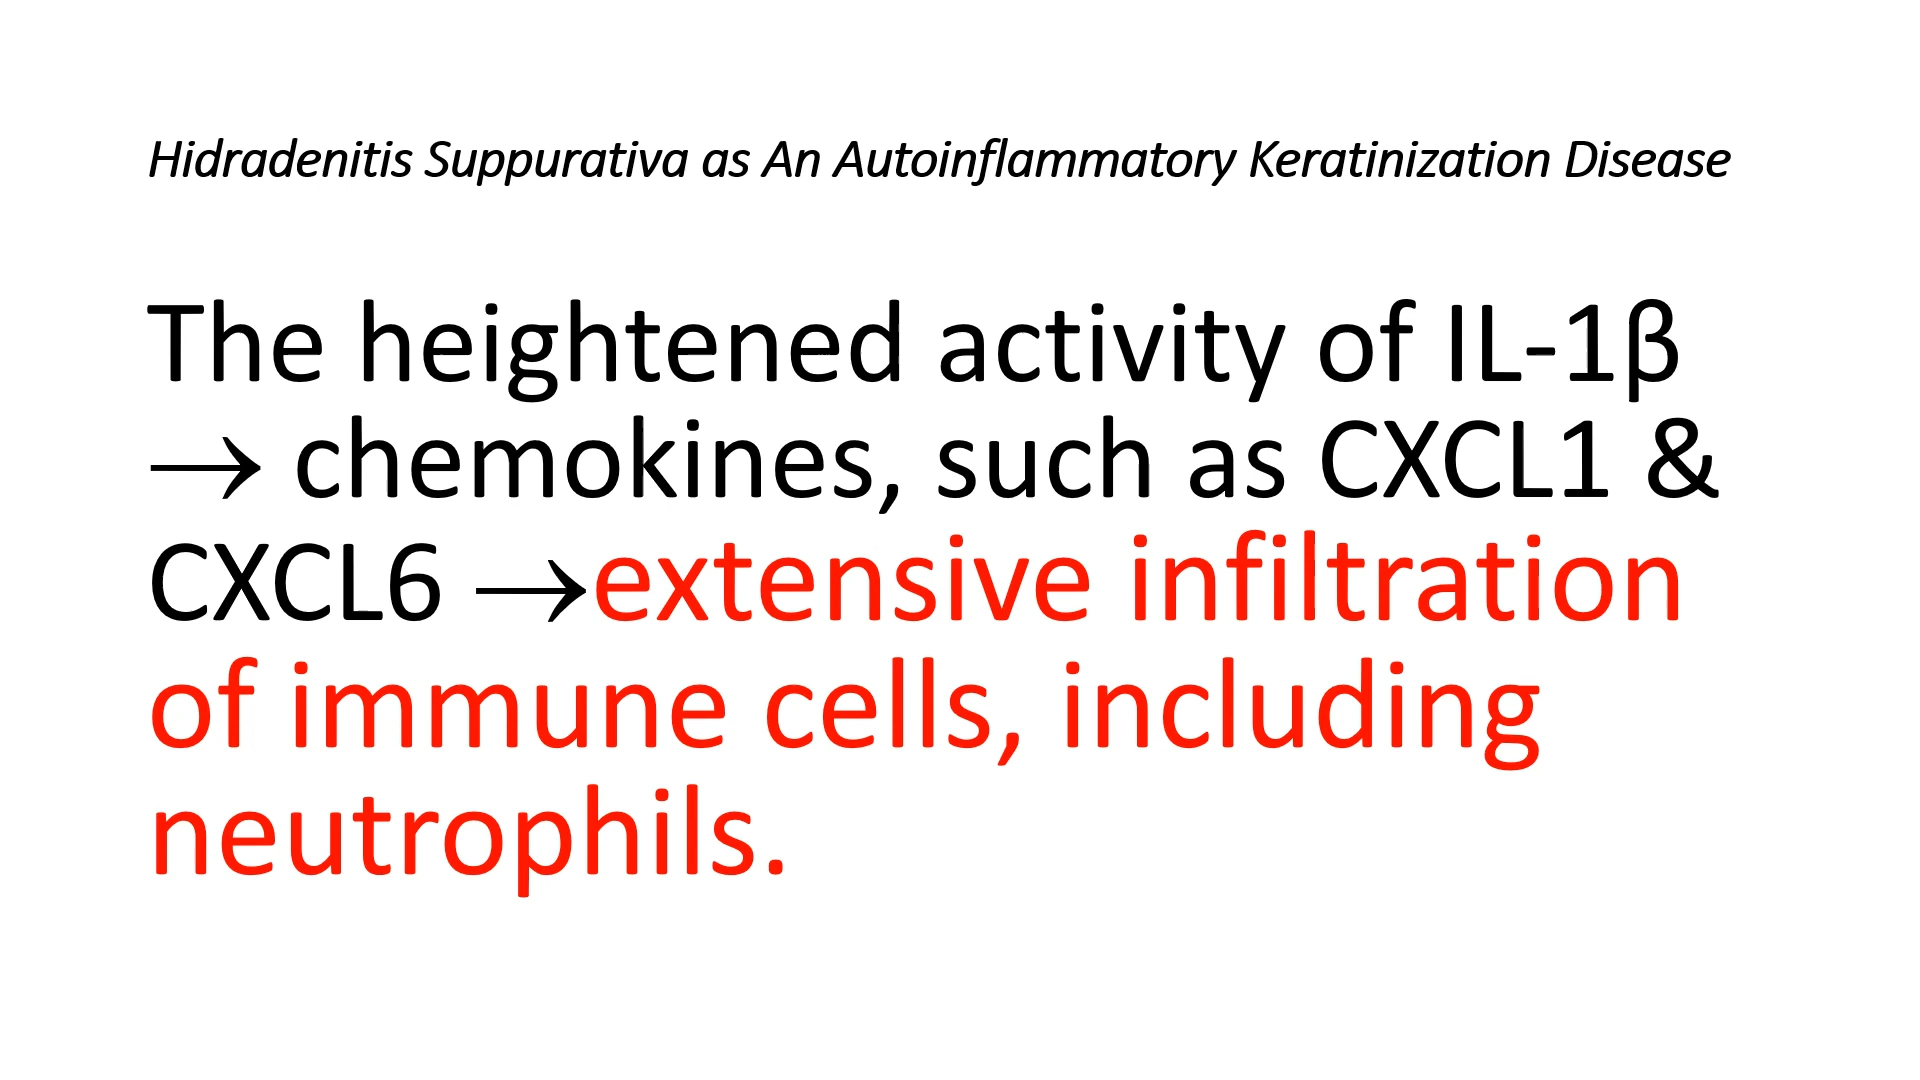 Hidradenitis Suppurativa as An Autoinflammatory Keratinization Disease
The heightened activity of IL-1β
→ chemokines, such as CXCL1 &
CXCL6 →extensive infiltration
of immune cells, including
neutrophils.